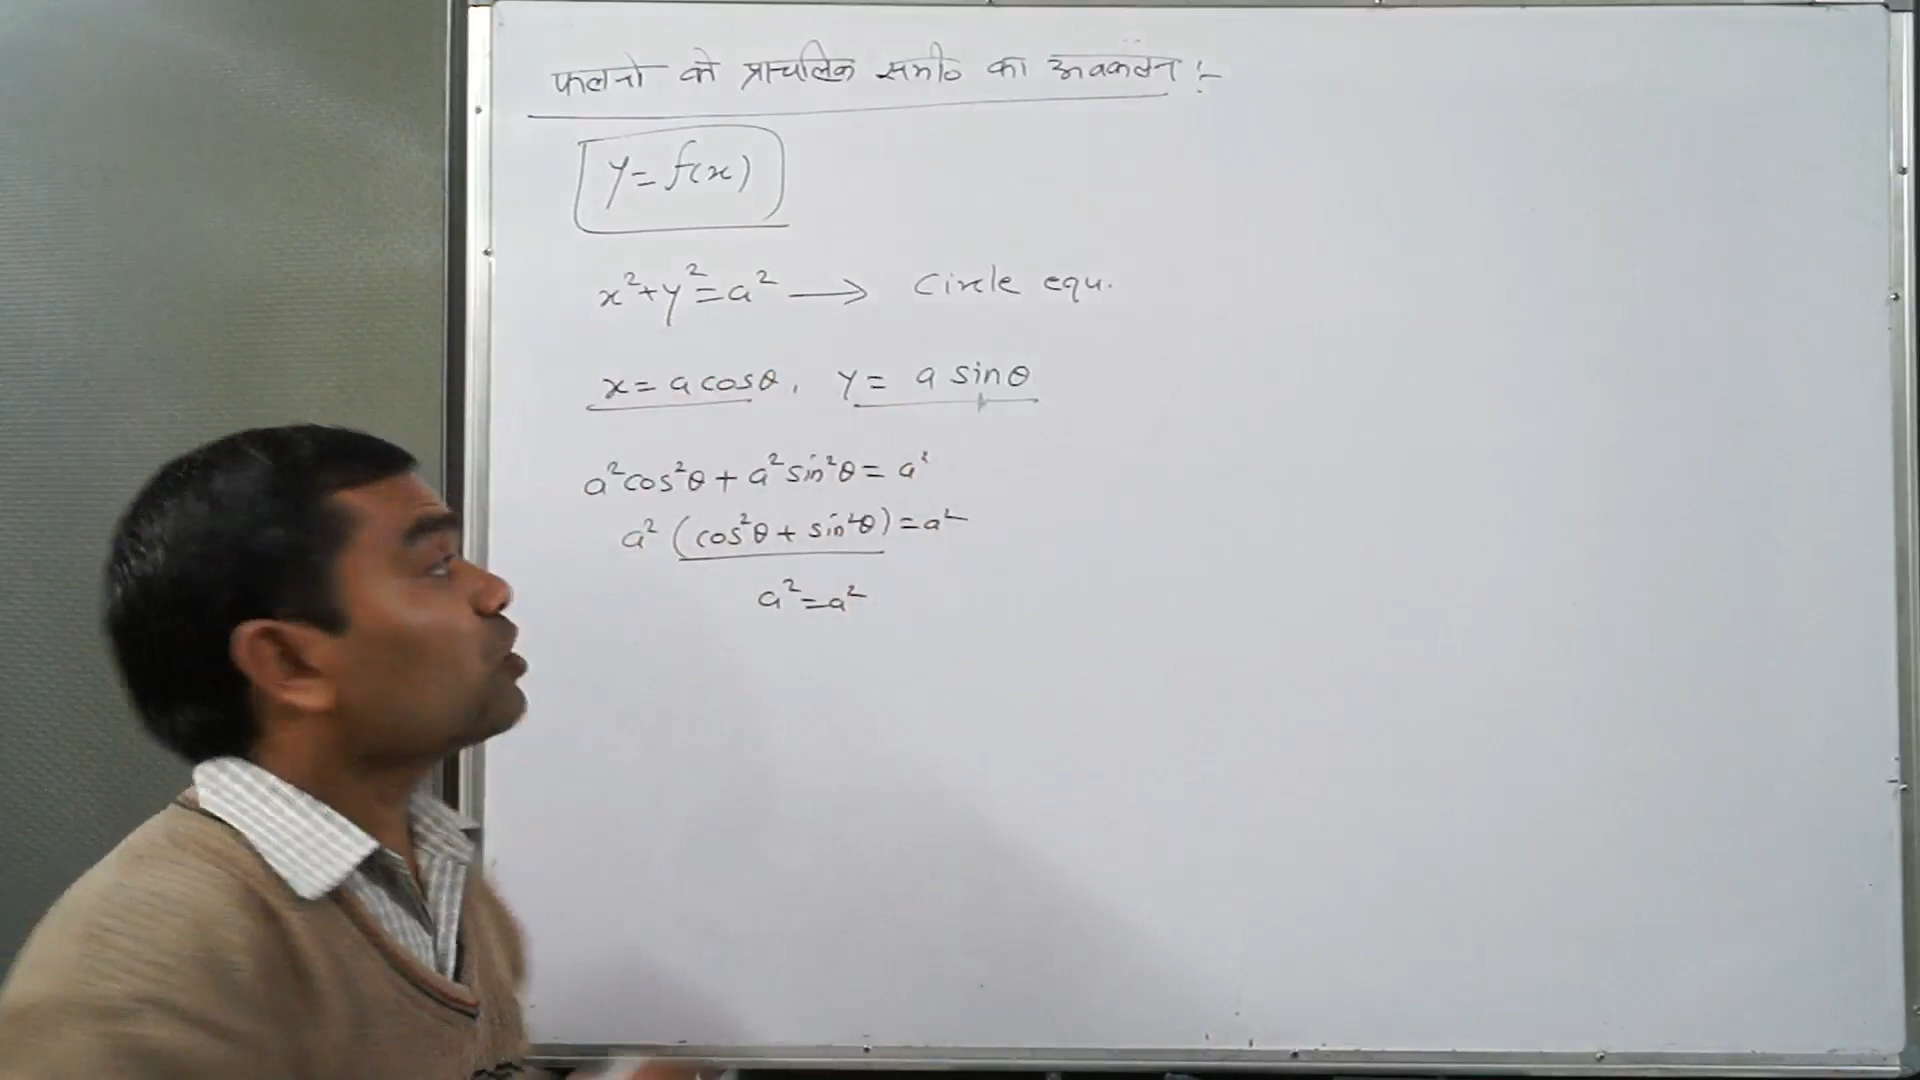 फलनो के प्राचलिक समी० का अवकलन :-
y = f(x)
x²+y²=a² → Circle equ.
x = a cosθ, y = a sinθ
a²cos²θ + a²sin²θ = a²
a² (cos²θ + sin²θ) = a²
a² = a²